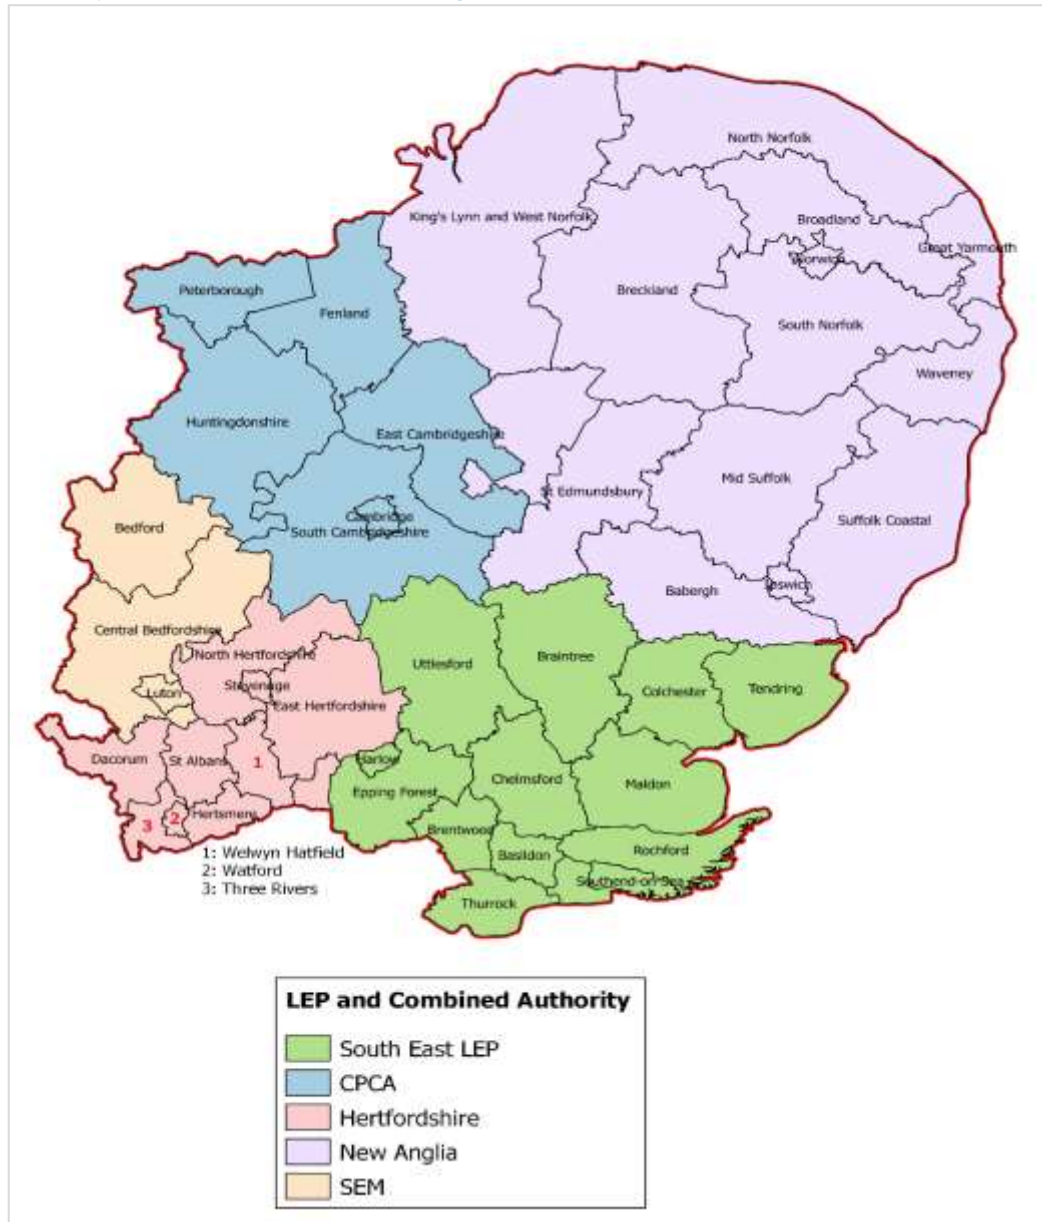 North Norfolk
King's Lynn and West Norfolk
Broadland
Great Yarmouth
Norwich
Peterborough
Breckland
Fenland
South Norfolk
Waveney
Huntingdonshire
East Cambridgeshire
Mid Suffolk
St Edmundsbury
Cambridge
Suffolk Coastal
Bedford
South Cambridgeshire
Ipswich
Babergh
Central Bedfordshire
North Hertfordshire
Braintree
Uttlesford
Stevenage
Luton
Colchester
Tendring
East Hertfordshire
Dacorum
St Albans
1
Harlow
Chelmsford
Maldon
Epping Forest
Hertsmere
2
3
Brentwood
Rochford
Basildon
Southend-on-Sea
Thurrock
1: Welwyn Hatfield
2: Watford
3: Three Rivers
LEP and Combined Authority
South East LEP
CPCA
Hertfordshire
New Anglia
SEM